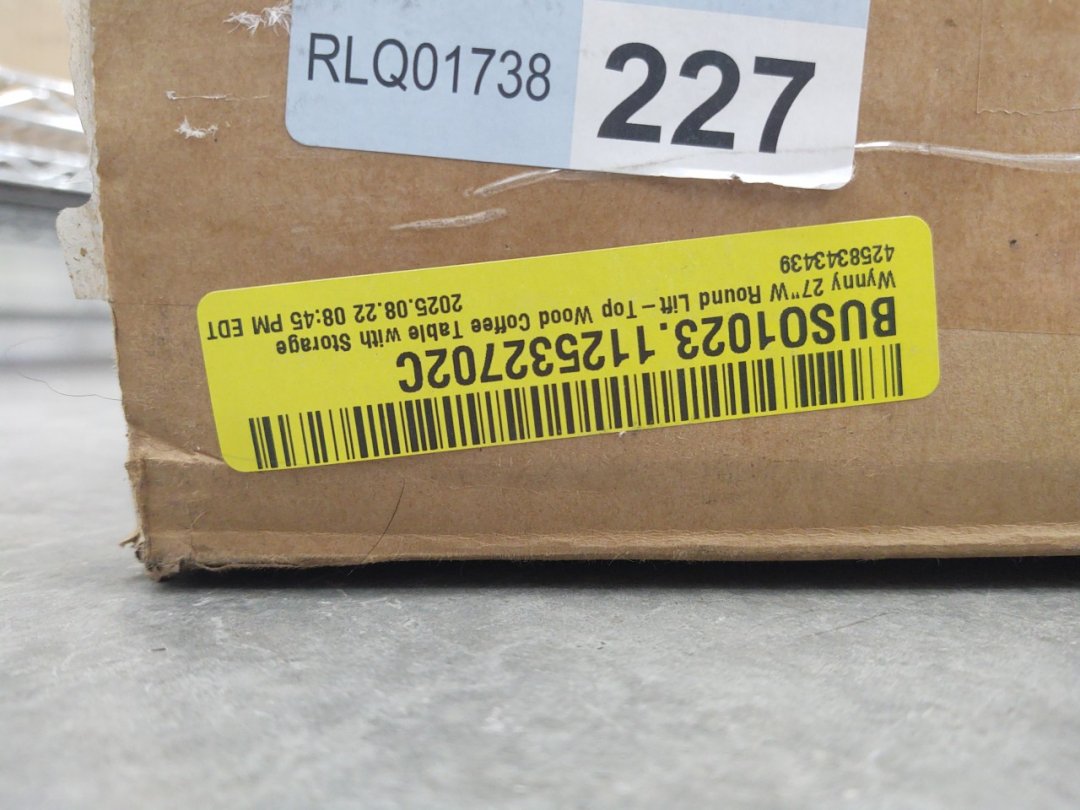 RLQ01738
227
BUSO1023.112532702C
Wynny 27"W Round Lift – Top Wood Coffee Table with Storage
4258343439
2025.08.22 08:45 PM EDT